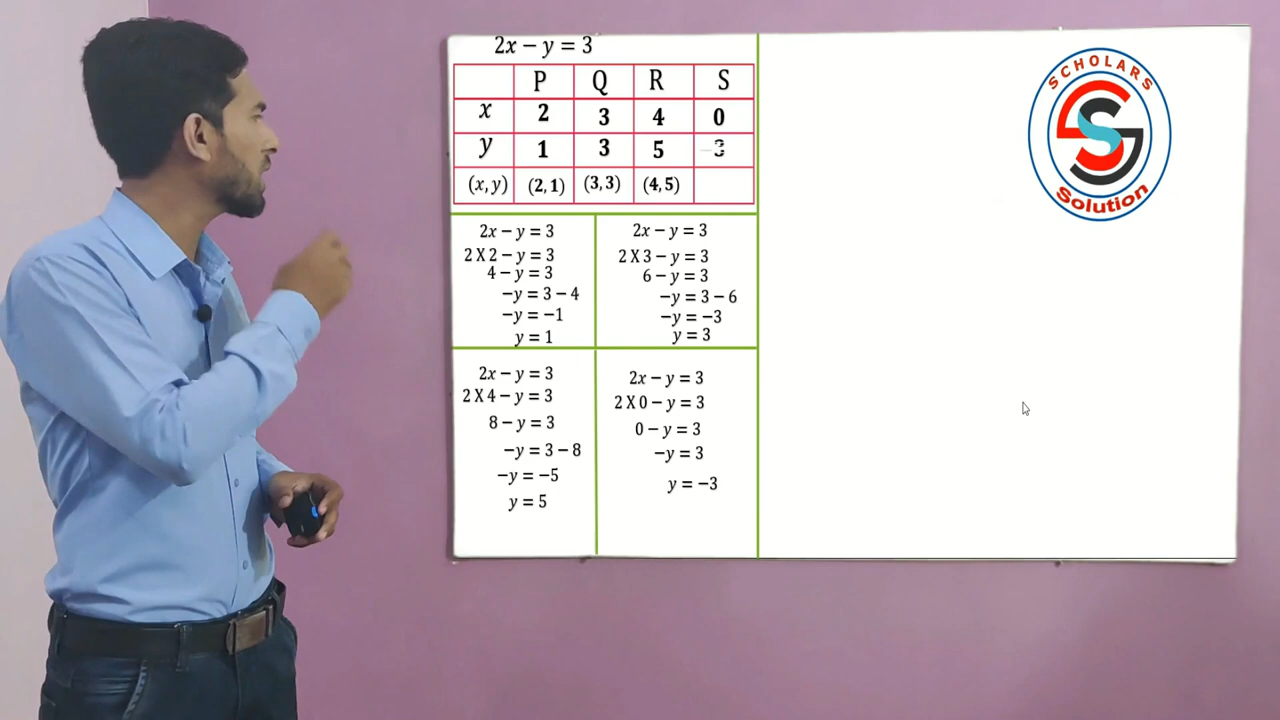 2x − y = 3
P Q R S
x 2 3 4 0
y 1 3 5 −3
(x, y) (2, 1) (3, 3) (4, 5)
2x − y = 3
2 X 2 − y = 3
4 − y = 3
−y = 3 − 4
−y = −1
y = 1
2x − y = 3
2 X 3 − y = 3
6 − y = 3
−y = 3 − 6
−y = −3
y = 3
2x − y = 3
2 X 4 − y = 3
8 − y = 3
−y = 3 − 8
−y = −5
y = 5
2x − y = 3
2 X 0 − y = 3
0 − y = 3
−y = 3
y = −3
SCHOLARS
Solution